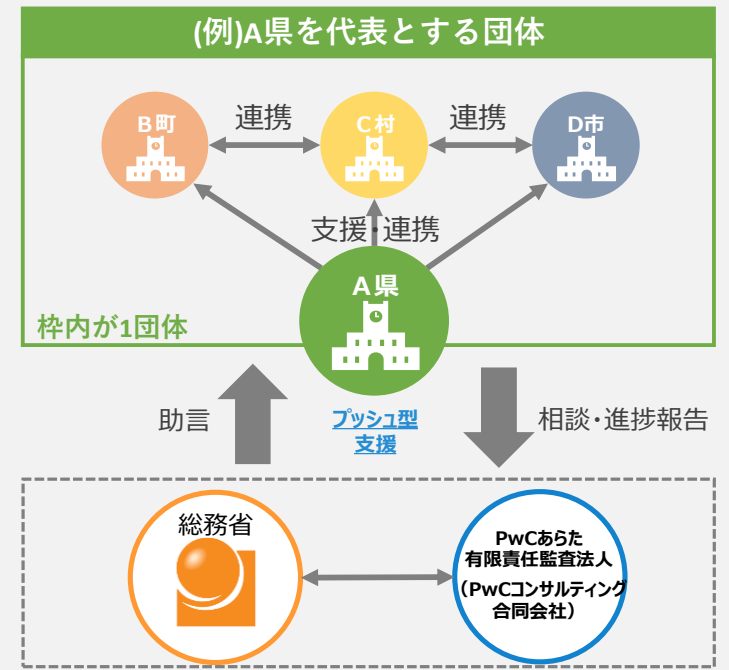 (例)A県を代表とする団体
B町
連携
C村
連携
D市
支援・連携
A県
枠内が1団体
助言
プッシュ型
支援
相談・進捗報告
総務省
PwCあらた
有限責任監査法人
(PwCコンサルティング
合同会社)